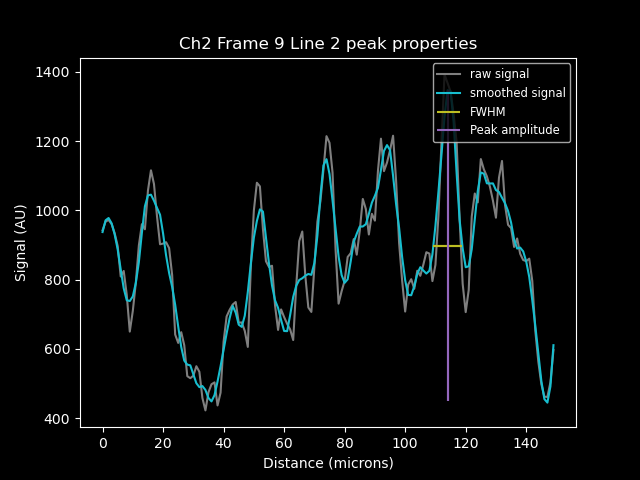 Ch2 Frame 9 Line 2 peak properties
raw signal
smoothed signal
FWHM
Peak amplitude
Signal (AU)
1400
1200
1000
800
600
400
0 20 40 60 80 100 120 140
Distance (microns)